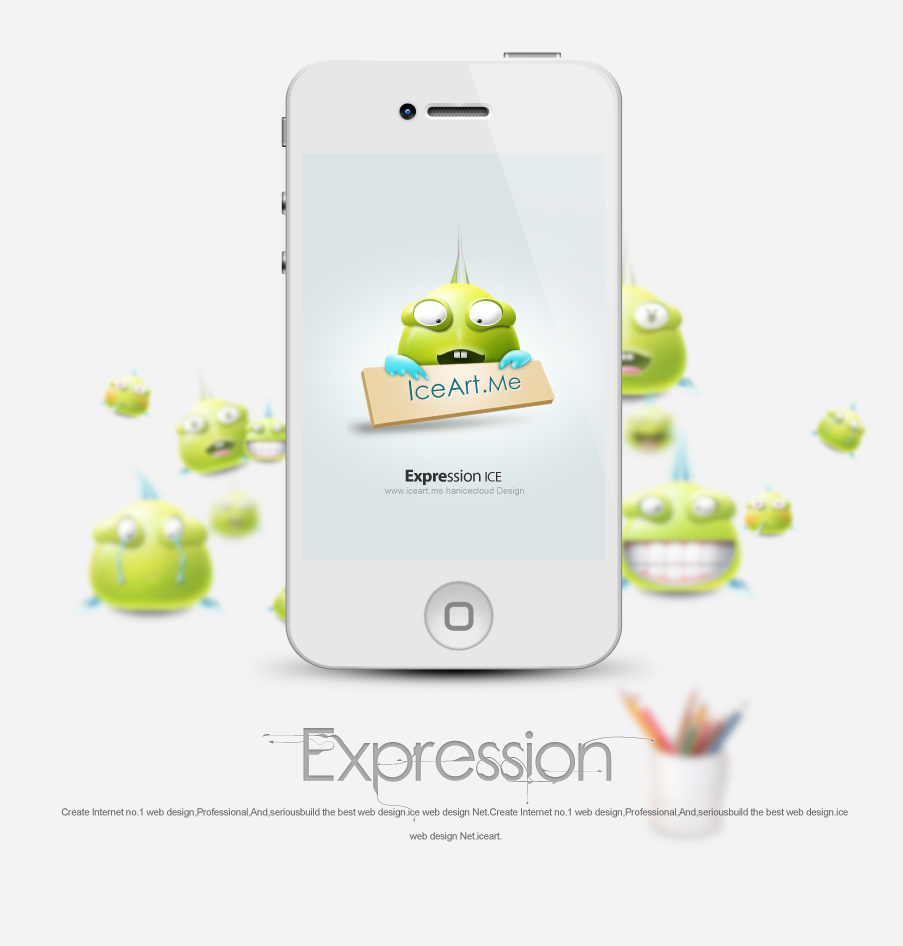 IceArt.Me
Expression ICE
www.iceart.me hanicecloud Design.
Expression
Create Internet no.1 web design,Professional,And,seriousbuild the best web design.ice web design Net.Create Internet no.1 web design,Professional,And,seriousbuild the best web design.ice
web design Net.iceart.